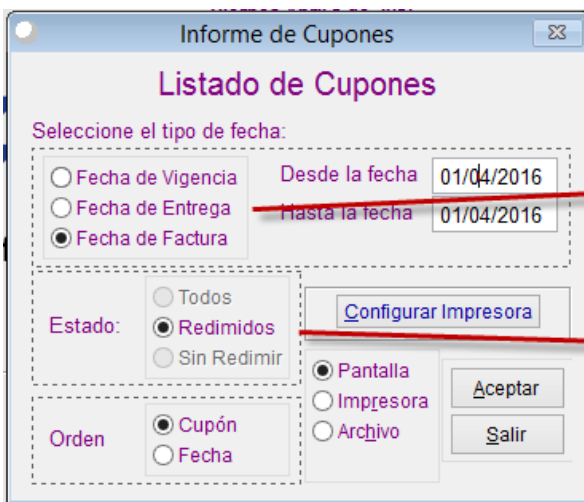 Informe de Cupones
Listado de Cupones
Seleccione el tipo de fecha:
Fecha de Vigencia
Fecha de Entrega
Fecha de Factura
Desde la fecha 01/04/2016
Hasta la fecha 01/04/2016
Estado:
Todos
Redimidos
Sin Redimir
Configurar Impresora
Pantalla
Impresora
Archivo
Aceptar
Salir
Orden
Cupón
Fecha